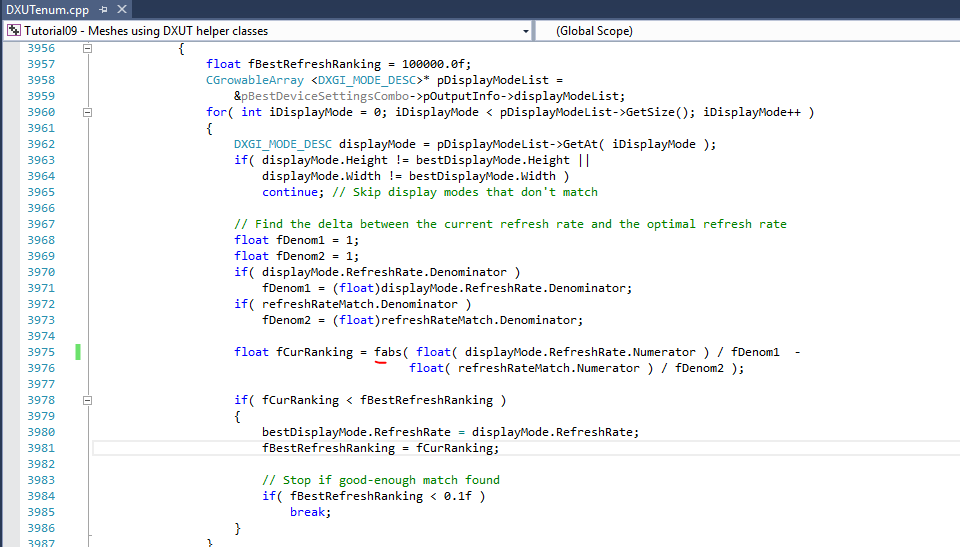 DXUTenum.cpp
Tutorial09 - Meshes using DXUT helper classes (Global Scope)
3956 {
3957 float fBestRefreshRanking = 100000.0f;
3958 CGrowableArray <DXGI_MODE_DESC>* pDisplayModeList =
3959 &pBestDeviceSettingsCombo->pOutputInfo->displayModeList;
3960 for( int iDisplayMode = 0; iDisplayMode < pDisplayModeList->GetSize(); iDisplayMode++ )
3961 {
3962 DXGI_MODE_DESC displayMode = pDisplayModeList->GetAt( iDisplayMode );
3963 if( displayMode.Height != bestDisplayMode.Height ||
3964 displayMode.Width != bestDisplayMode.Width )
3965 continue; // Skip display modes that don't match
3966
3967 // Find the delta between the current refresh rate and the optimal refresh rate
3968 float fDenom1 = 1;
3969 float fDenom2 = 1;
3970 if( displayMode.RefreshRate.Denominator )
3971 fDenom1 = (float)displayMode.RefreshRate.Denominator;
3972 if( refreshRateMatch.Denominator )
3973 fDenom2 = (float)refreshRateMatch.Denominator;
3974
3975 float fCurRanking = fabs( float( displayMode.RefreshRate.Numerator ) / fDenom1 -
3976 float( refreshRateMatch.Numerator ) / fDenom2 );
3977
3978 if( fCurRanking < fBestRefreshRanking )
3979 {
3980 bestDisplayMode.RefreshRate = displayMode.RefreshRate;
3981 fBestRefreshRanking = fCurRanking;
3982
3983 // Stop if good-enough match found
3984 if( fBestRefreshRanking < 0.1f )
3985 break;
3986 }
3987 }